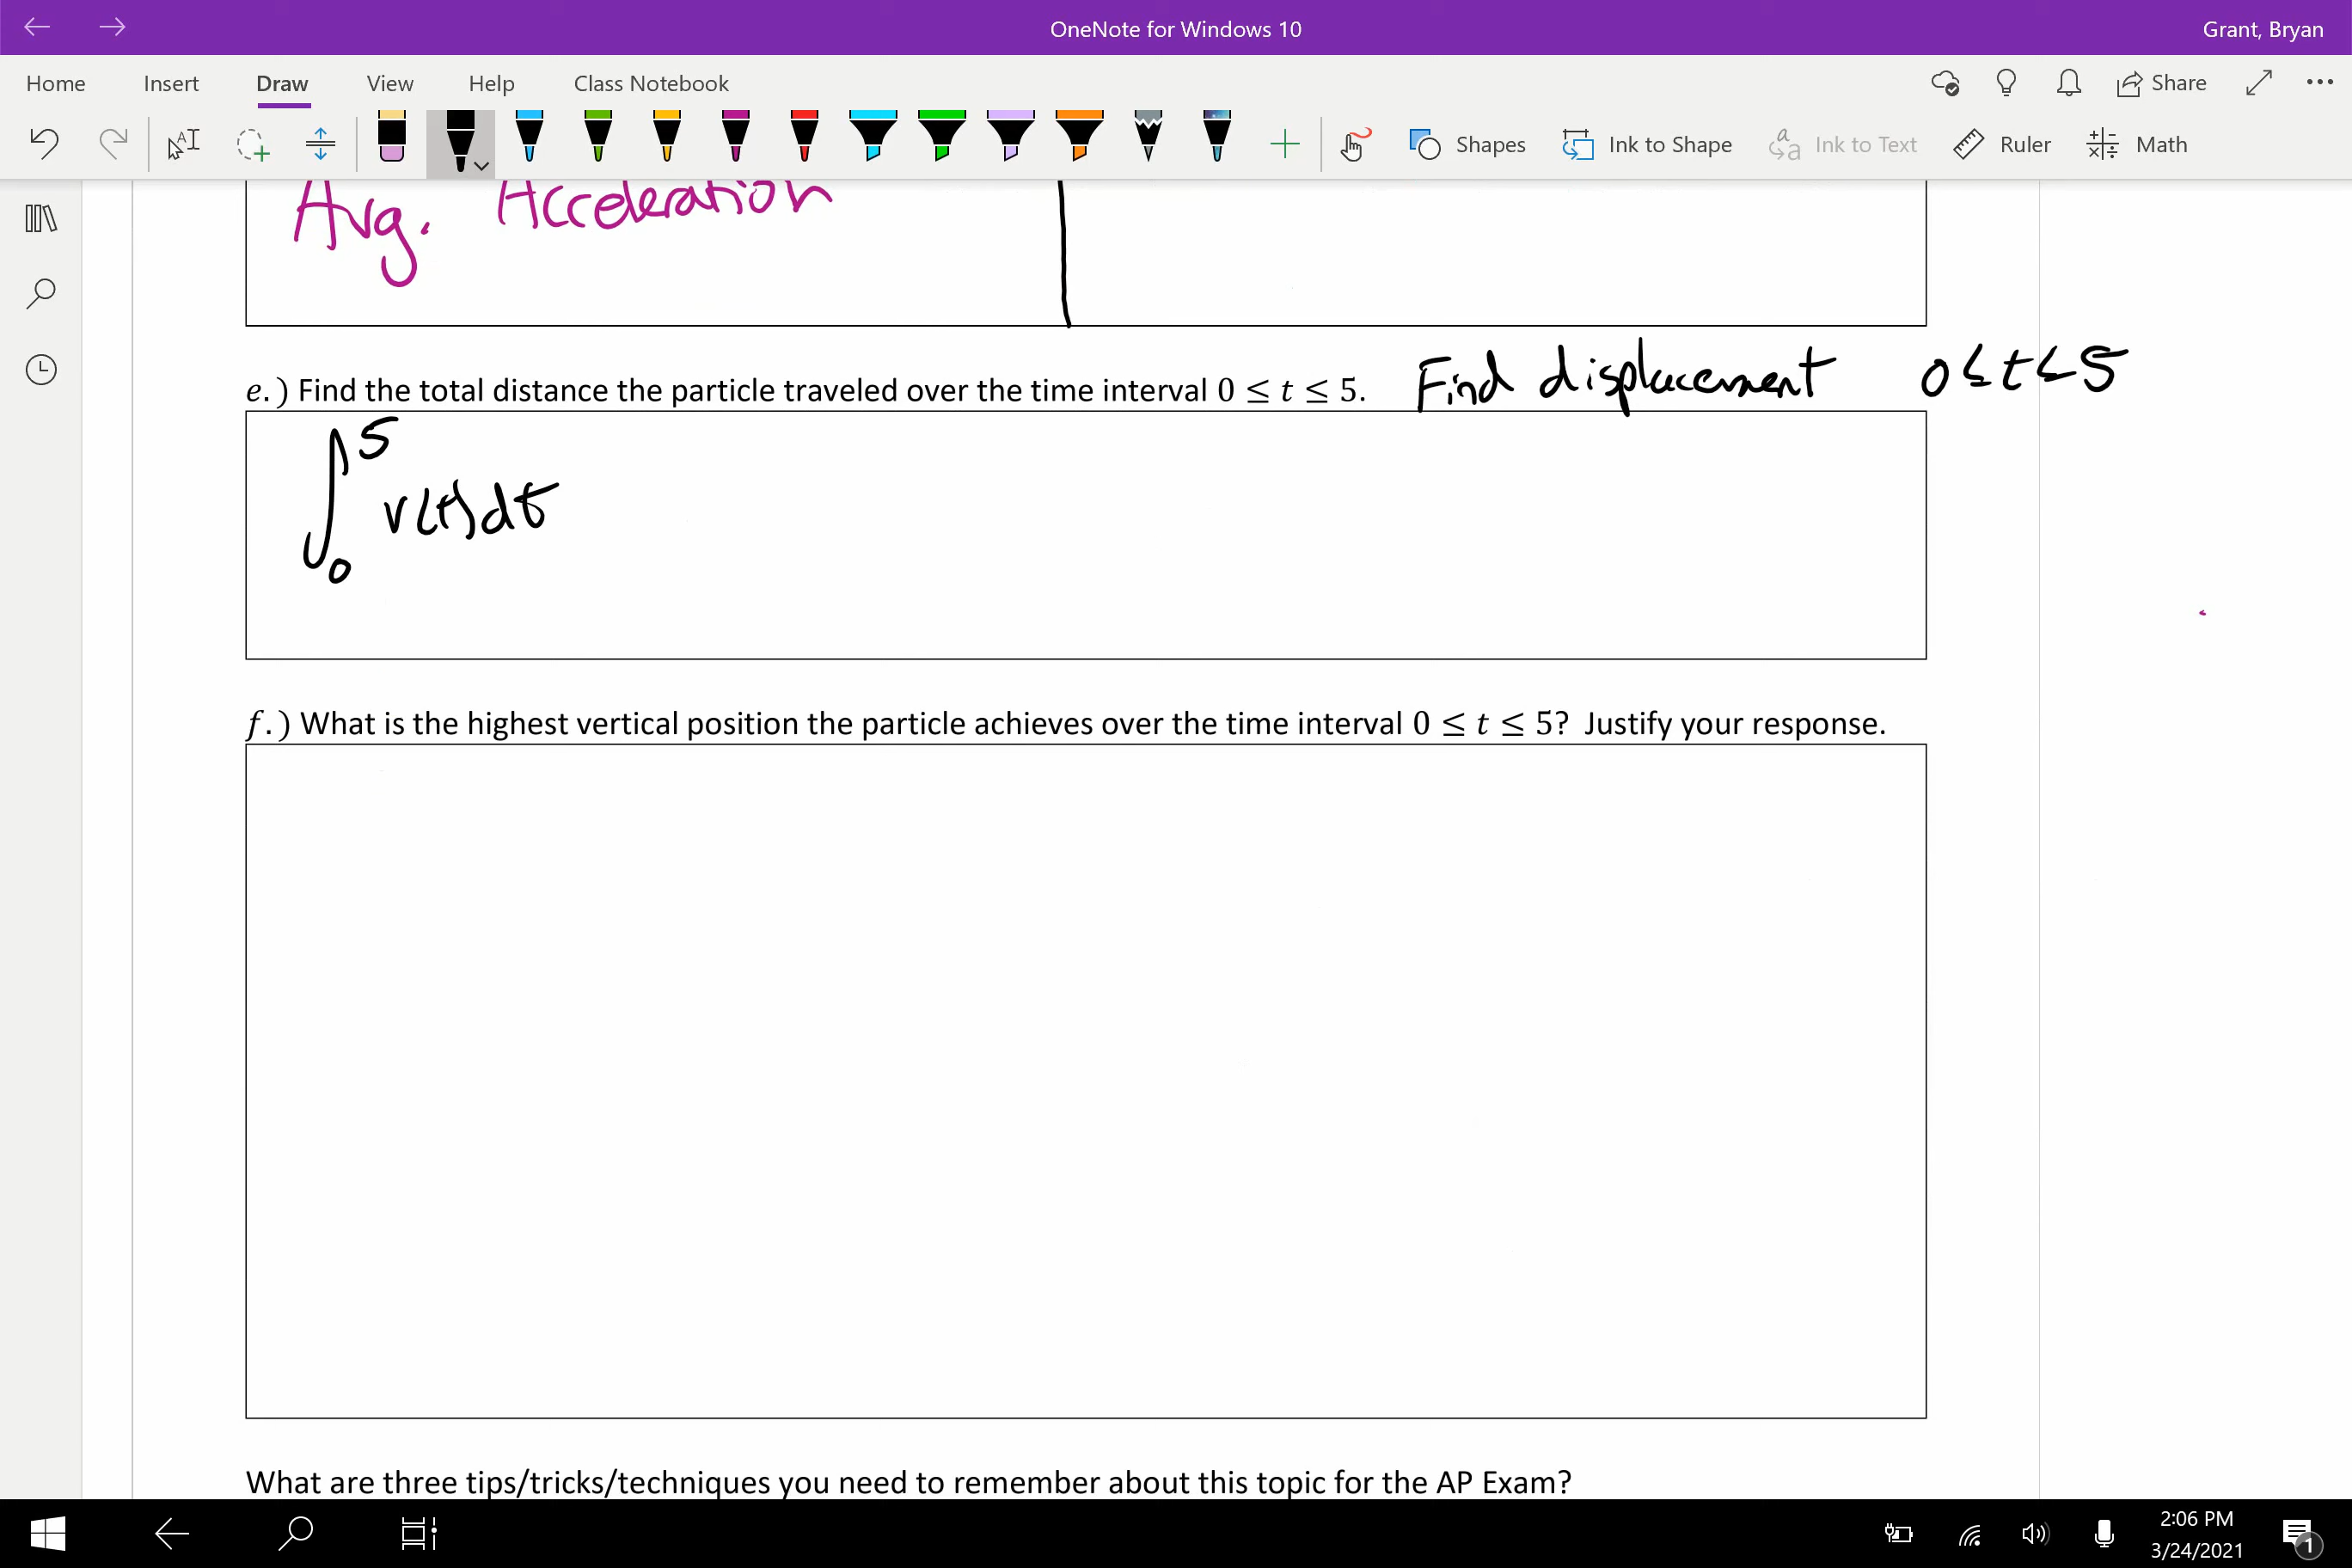 OneNote for Windows 10
Grant, Bryan
Home Insert Draw View Help Class Notebook
Share
Shapes Ink to Shape Ink to Text Ruler Math
Avg. Acceleration
e.) Find the total distance the particle traveled over the time interval 0 ≤ t ≤ 5. Find displacement 0≤t≤5
∫₀⁵ v(t)dt
f.) What is the highest vertical position the particle achieves over the time interval 0 ≤ t ≤ 5? Justify your response.
What are three tips/tricks/techniques you need to remember about this topic for the AP Exam?
2:06 PM
3/24/2021
1